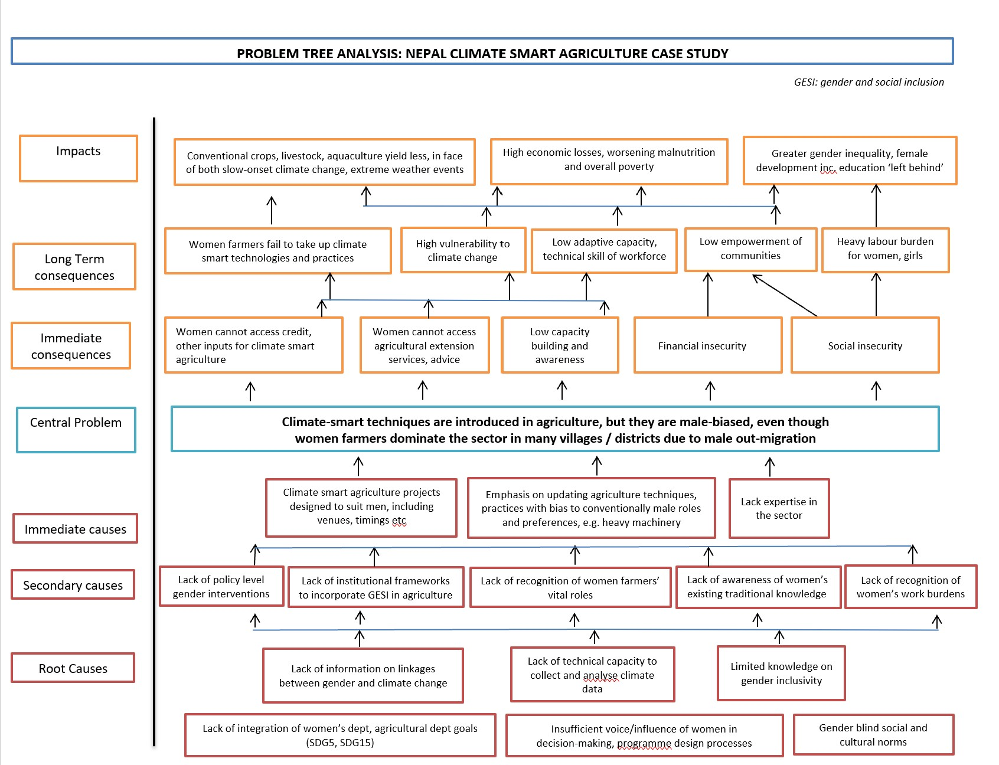 PROBLEM TREE ANALYSIS: NEPAL CLIMATE SMART AGRICULTURE CASE STUDY
GESI: gender and social inclusion
Impacts
Conventional crops, livestock, aquaculture yield less, in face
of both slow-onset climate change, extreme weather events
High economic losses, worsening malnutrition
and overall poverty
Greater gender inequality, female
development inc. education ‘left behind’
Long Term
consequences
Women farmers fail to take up climate
smart technologies and practices
High vulnerability to
climate change
Low adaptive capacity,
technical skill of workforce
Low empowerment of
communities
Heavy labour burden
for women, girls
Immediate
consequences
Women cannot access credit,
other inputs for climate smart
agriculture
Women cannot access
agricultural extension
services, advice
Low capacity
building and
awareness
Financial insecurity
Social insecurity
Central Problem
Climate-smart techniques are introduced in agriculture, but they are male-biased, even though
women farmers dominate the sector in many villages / districts due to male out-migration
Immediate causes
Climate smart agriculture projects
designed to suit men, including
venues, timings etc
Emphasis on updating agriculture techniques,
practices with bias to conventionally male roles
and preferences, e.g. heavy machinery
Lack expertise in
the sector
Secondary causes
Lack of policy level
gender interventions
Lack of institutional frameworks
to incorporate GESI in agriculture
Lack of recognition of women farmers’
vital roles
Lack of awareness of women’s
existing traditional knowledge
Lack of recognition of
women’s work burdens
Root Causes
Lack of information on linkages
between gender and climate change
Lack of technical capacity to
collect and analyse climate
data
Limited knowledge on
gender inclusivity
Lack of integration of women’s dept, agricultural dept goals
(SDG5, SDG15)
Insufficient voice/influence of women in
decision-making, programme design processes
Gender blind social and
cultural norms